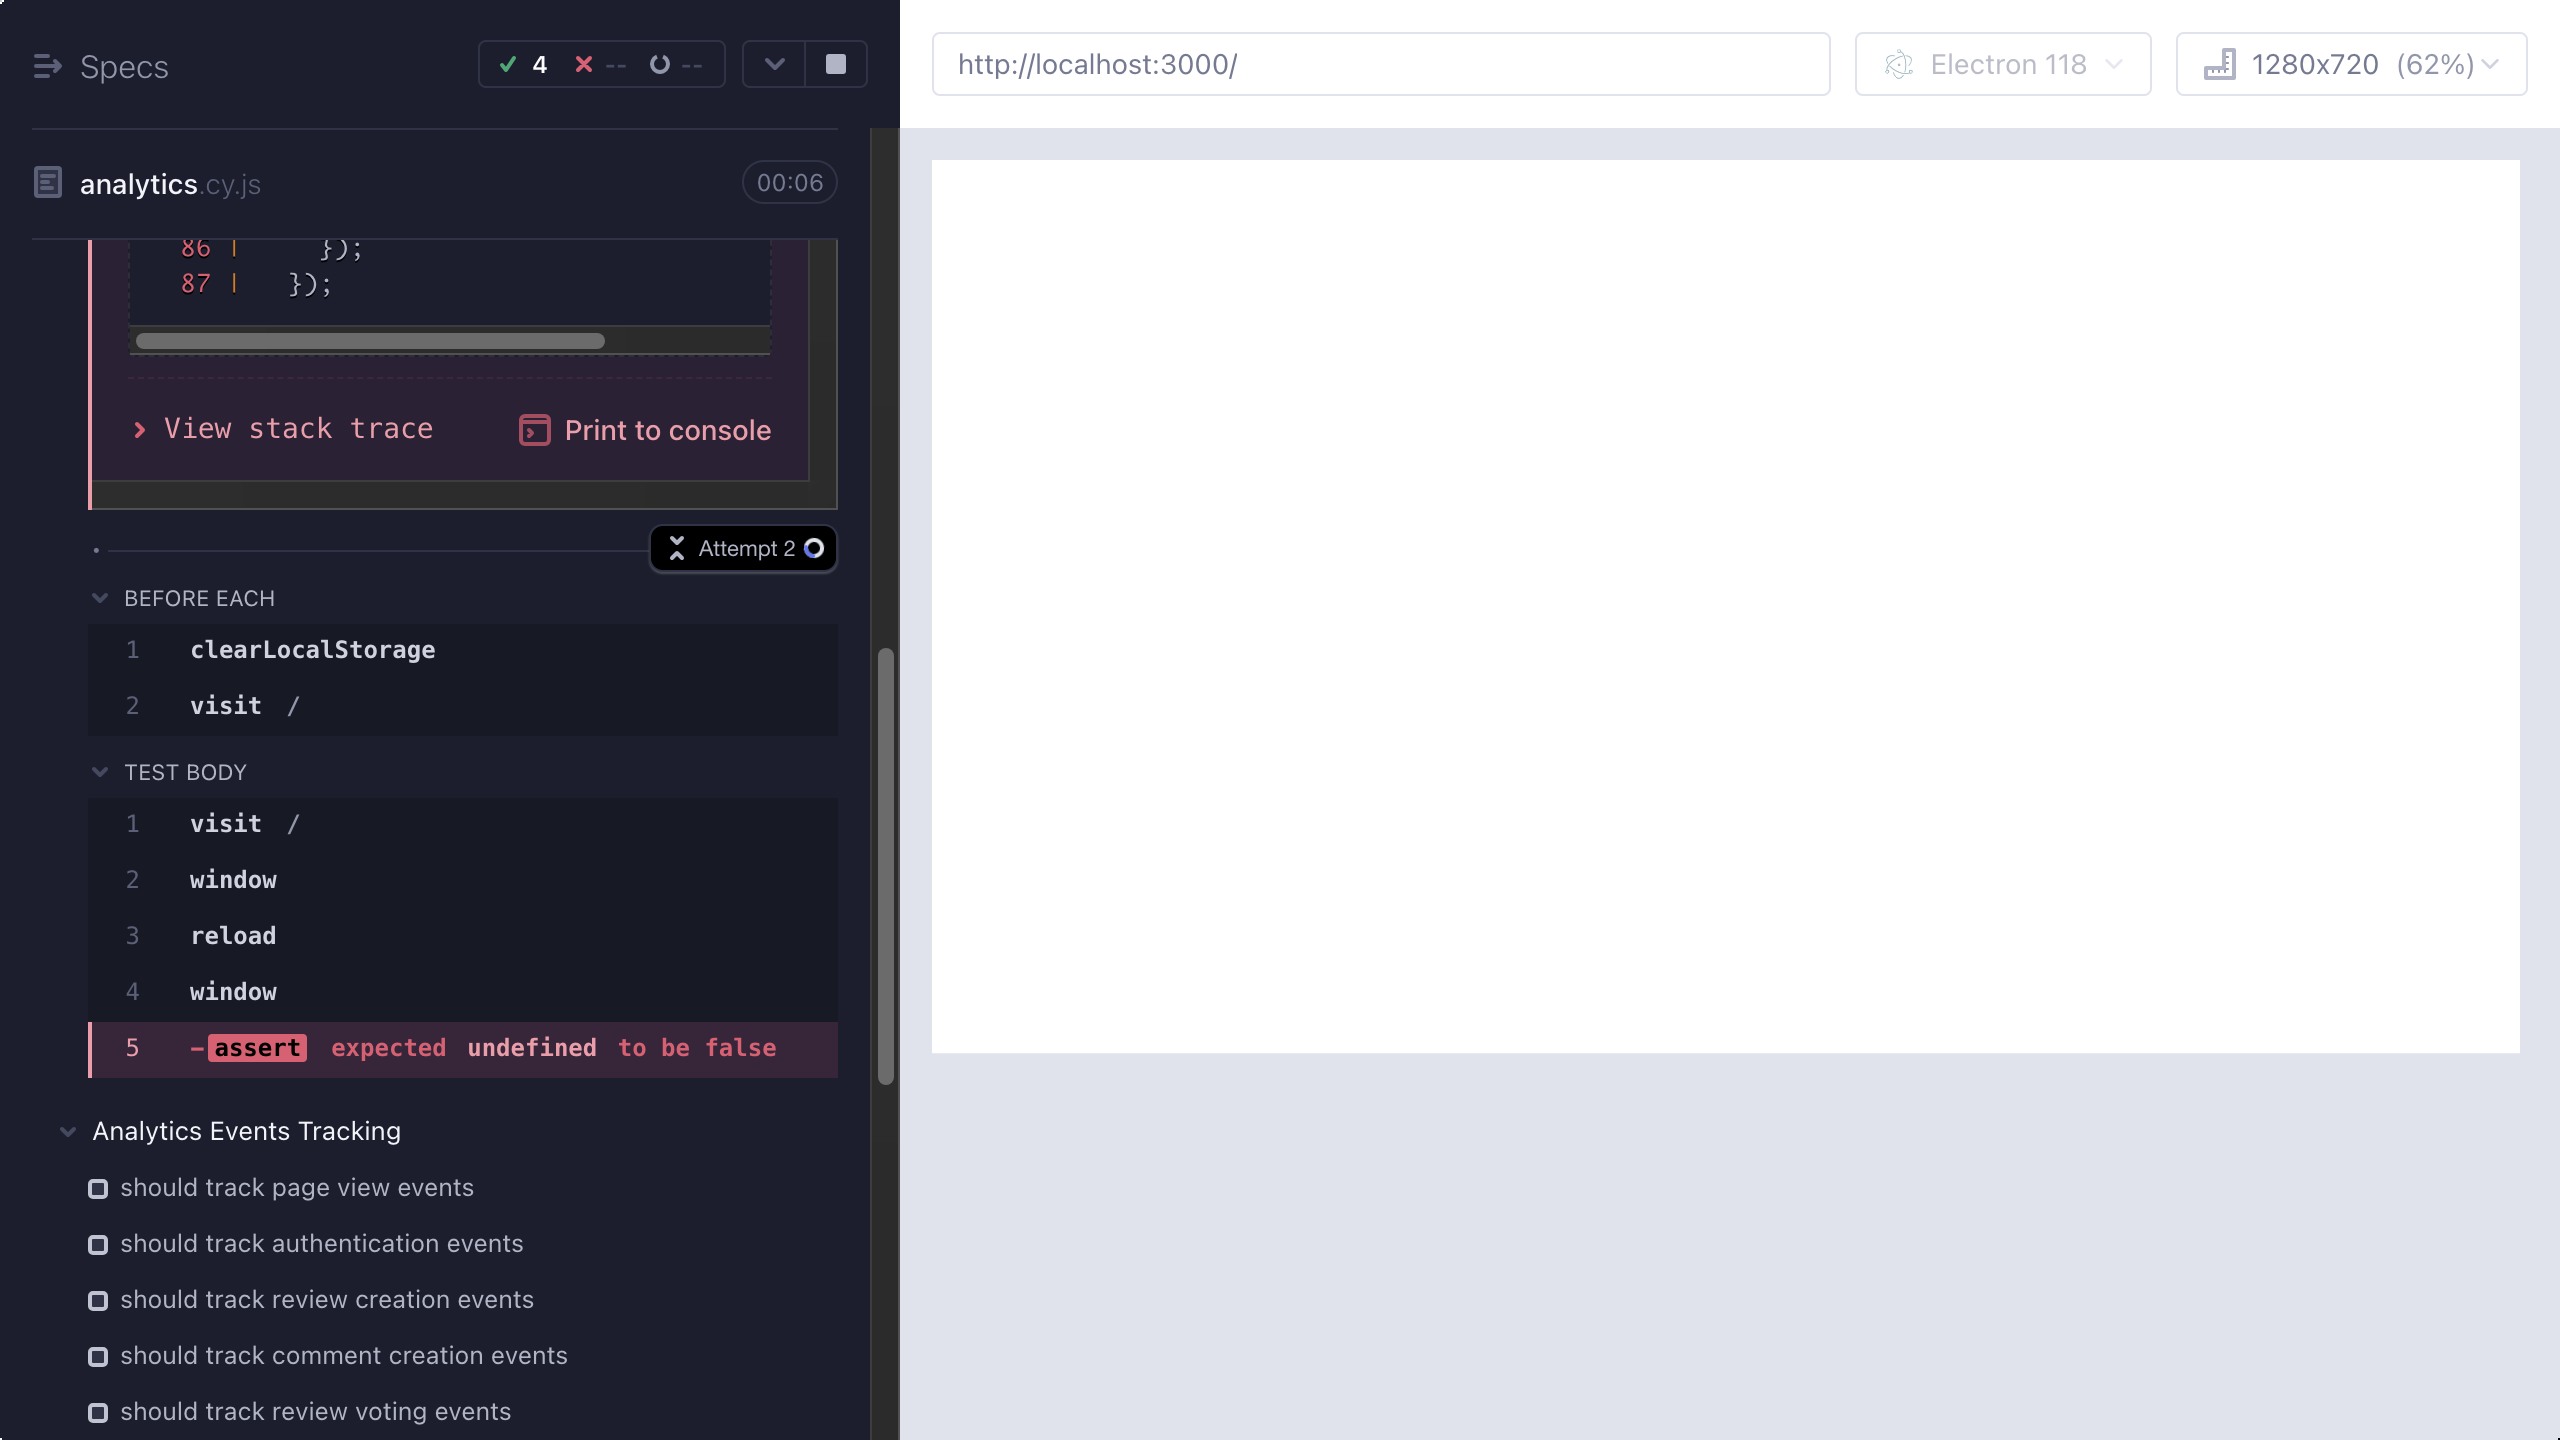 Specs
4 -- --
analytics.cy.js 00:06
86 | });
87 | });
View stack trace Print to console
Attempt 2
BEFORE EACH
1 clearLocalStorage
2 visit /
TEST BODY
1 visit /
2 window
3 reload
4 window
5 -assert expected undefined to be false
Analytics Events Tracking
should track page view events
should track authentication events
should track review creation events
should track comment creation events
should track review voting events
http://localhost:3000/ Electron 118 1280x720 (62%)